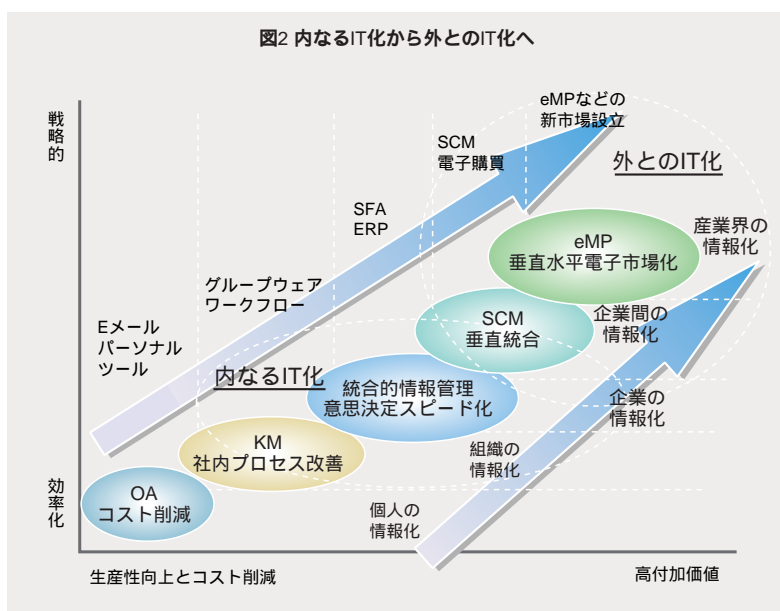 図2 内なるIT化から外とのIT化へ
戦略的
効率化
eMPなどの
新市場設立
SCM
電子購買
外とのIT化
SFA
ERP
産業界の
情報化
eMP
垂直水平電子市場化
グループウェア
ワークフロー
企業間の
情報化
SCM
垂直統合
Eメール
パーソナル
ツール
内なるIT化
統合的情報管理
意思決定スピード化
企業の
情報化
KM
社内プロセス改善
組織の
情報化
OA
コスト削減
個人の
情報化
生産性向上とコスト削減
高付加価値